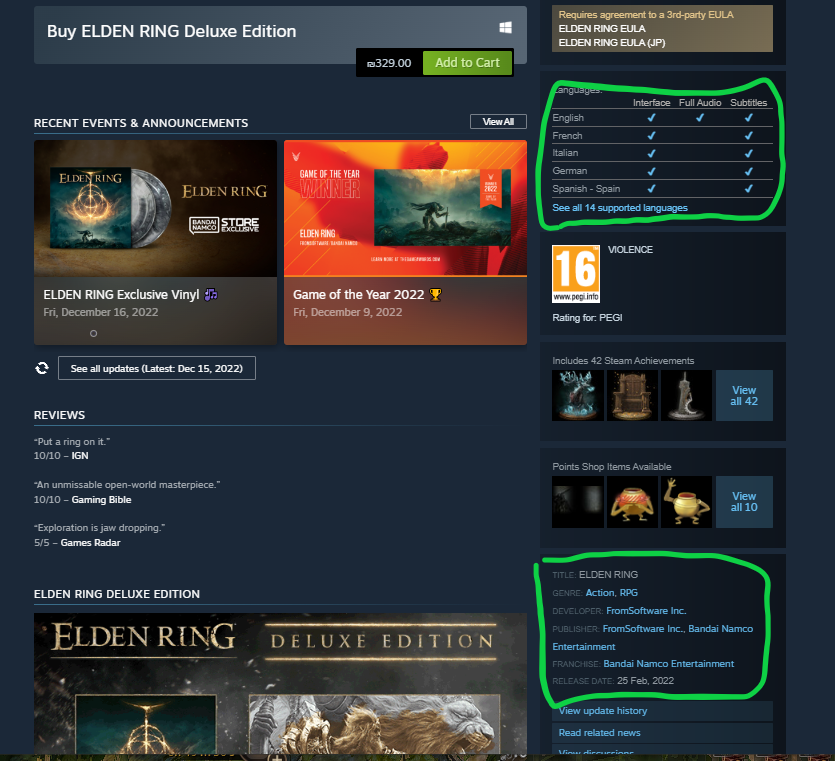 Buy ELDEN RING Deluxe Edition
₪329.00
Add to Cart
RECENT EVENTS & ANNOUNCEMENTS
View All
ELDEN RING
ELDEN RING
BANDAI NAMCO STORE EXCLUSIVE
ELDEN RING Exclusive Vinyl
Fri, December 16, 2022
GAME OF THE YEAR
WINNER
2022
ELDEN RING
FROMSOFTWARE / BANDAI NAMCO
LEARN MORE AT THEGAMEAWARDS.COM
Game of the Year 2022
Fri, December 9, 2022
See all updates (Latest: Dec 15, 2022)
REVIEWS
“Put a ring on it.”
10/10 – IGN
“An unmissable open-world masterpiece.”
10/10 – Gaming Bible
“Exploration is jaw dropping.”
5/5 – Games Radar
ELDEN RING DELUXE EDITION
ELDEN RING
DELUXE EDITION
Requires agreement to a 3rd-party EULA
ELDEN RING EULA
ELDEN RING EULA (JP)
Languages:
Interface Full Audio Subtitles
English ✔ ✔ ✔
French ✔ ✔
Italian ✔ ✔
German ✔ ✔
Spanish - Spain ✔ ✔
See all 14 supported languages
16
www.pegi.info
VIOLENCE
Rating for: PEGI
Includes 42 Steam Achievements
View
all 42
Points Shop Items Available
View
all 10
TITLE: ELDEN RING
GENRE: Action, RPG
DEVELOPER: FromSoftware Inc.
PUBLISHER: FromSoftware Inc., Bandai Namco
Entertainment
FRANCHISE: Bandai Namco Entertainment
RELEASE DATE: 25 Feb, 2022
View update history
Read related news
View discussions